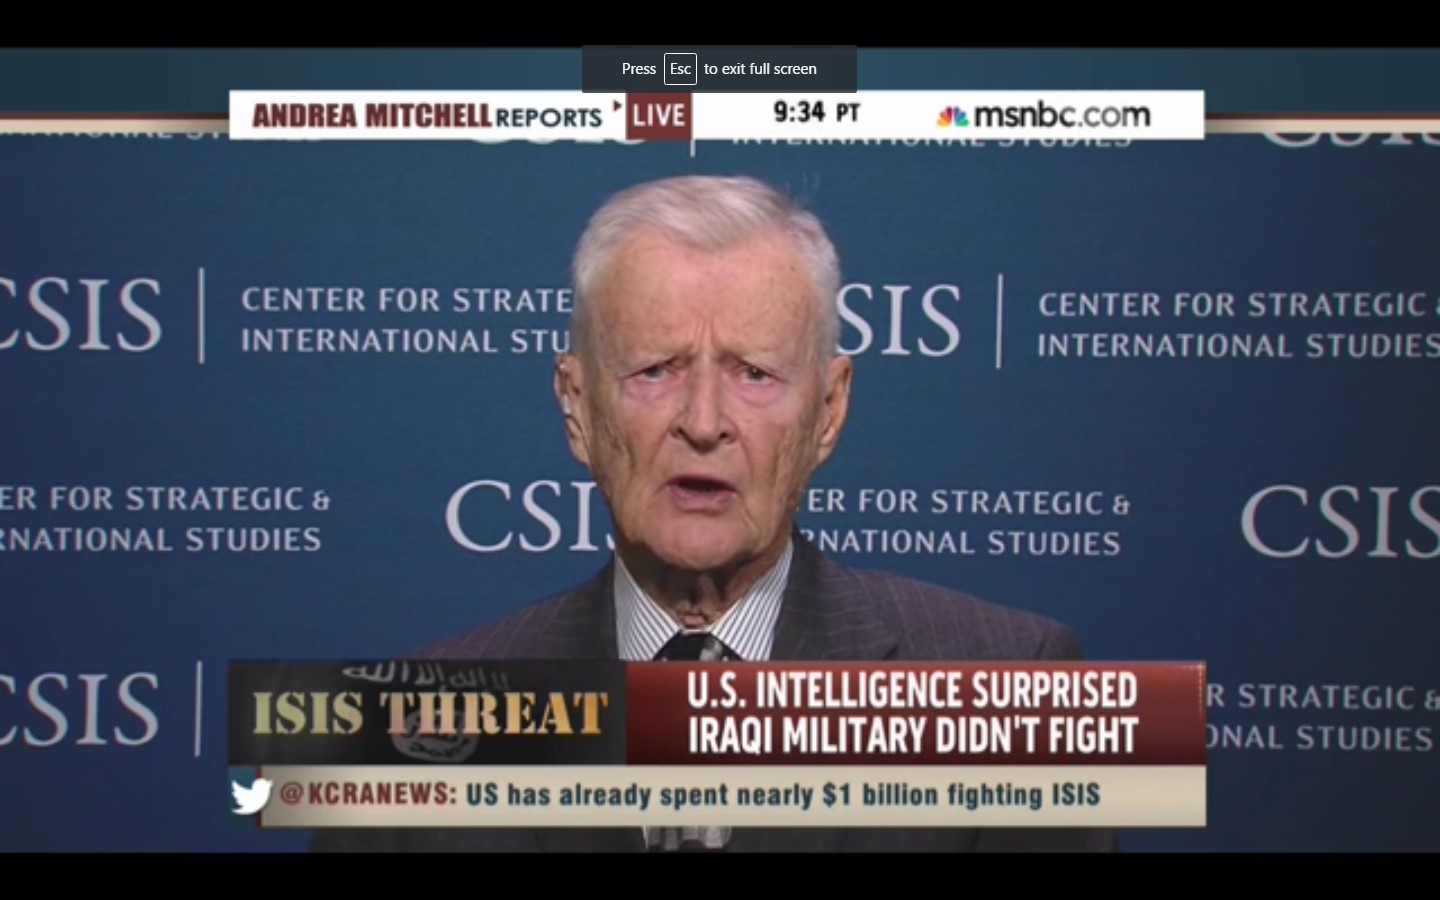 Press Esc to exit full screen
ANDREA MITCHELL REPORTS LIVE 9:34 PT msnbc.com
INTERNATIONAL STUDIES
CSIS CENTER FOR STRATE SIS CENTER FOR STRATEGIC &
INTERNATIONAL STU INTERNATIONAL STUDIES
ER FOR STRATEGIC & CSI ER FOR STRATEGIC & CSIS
RNATIONAL STUDIES RNATIONAL STUDIES
CSIS
R STRATEGIC &
ONAL STUDIES
ISIS THREAT
U.S. INTELLIGENCE SURPRISED
IRAQI MILITARY DIDN'T FIGHT
@KCRANEWS: US has already spent nearly $1 billion fighting ISIS